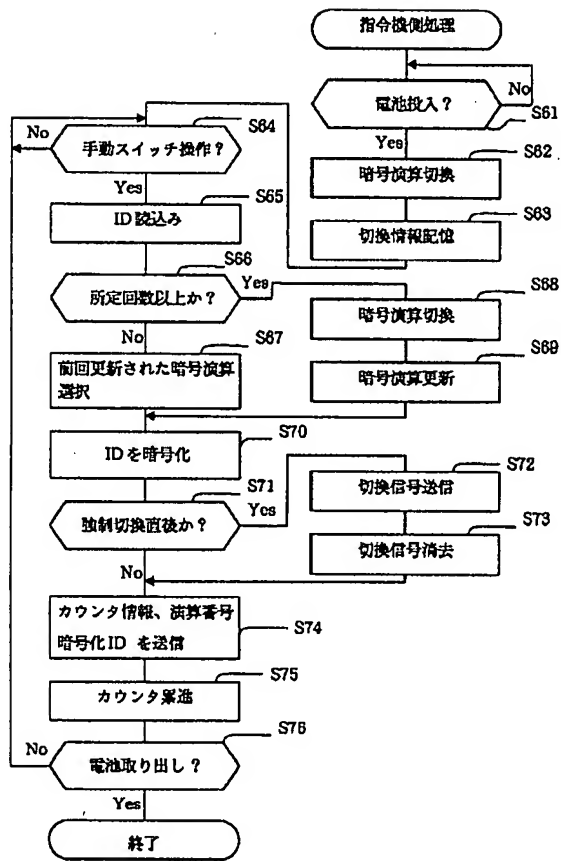 指令機側処理
電池投入？
No
S61
Yes
S62
暗号演算切換
S63
切換情報記憶
No
S64
手動スイッチ操作？
Yes
S65
ID 読込み
S66
所定回数以上か？
Yes
S68
暗号演算切換
No
S67
S69
前回更新された暗号演算
選択
暗号演算更新
S70
IDを暗号化
S71
強制切換直後か？
Yes
S72
切換信号送信
S73
切換信号消去
No
カウンタ情報、演算番号
暗号化ID を送信
S74
S75
カウンタ累進
S76
No
電池取り出し？
Yes
終了